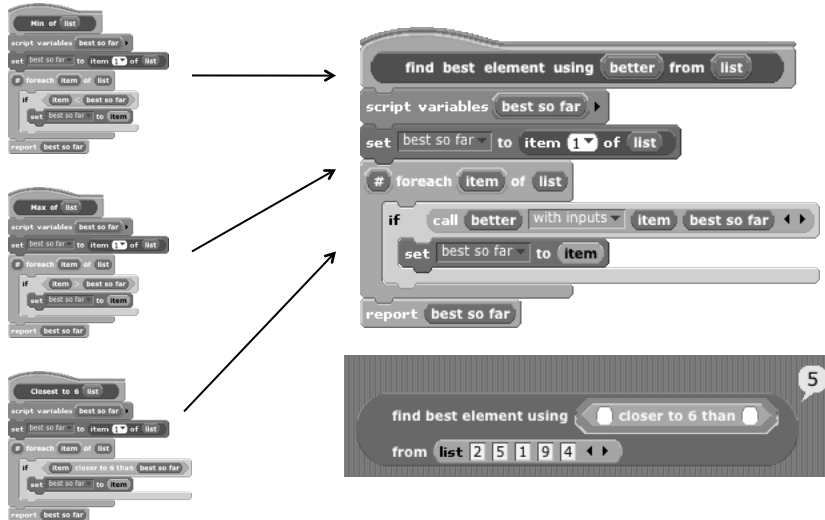 Min of list
script variables best so far
set best so far to item 1 of list
# foreach item of list
if item < best so far
set best so far to item
report best so far
Max of list
script variables best so far
set best so far to item 1 of list
# foreach item of list
if item > best so far
set best so far to item
report best so far
Closest to 6 list
script variables best so far
set best so far to item 1 of list
# foreach item of list
if item closer to 6 than best so far
set best so far to item
report best so far
find best element using better from list
script variables best so far
set best so far to item 1 of list
# foreach item of list
if call better with inputs item best so far
set best so far to item
report best so far
5
find best element using closer to 6 than
from list 2 5 1 9 4